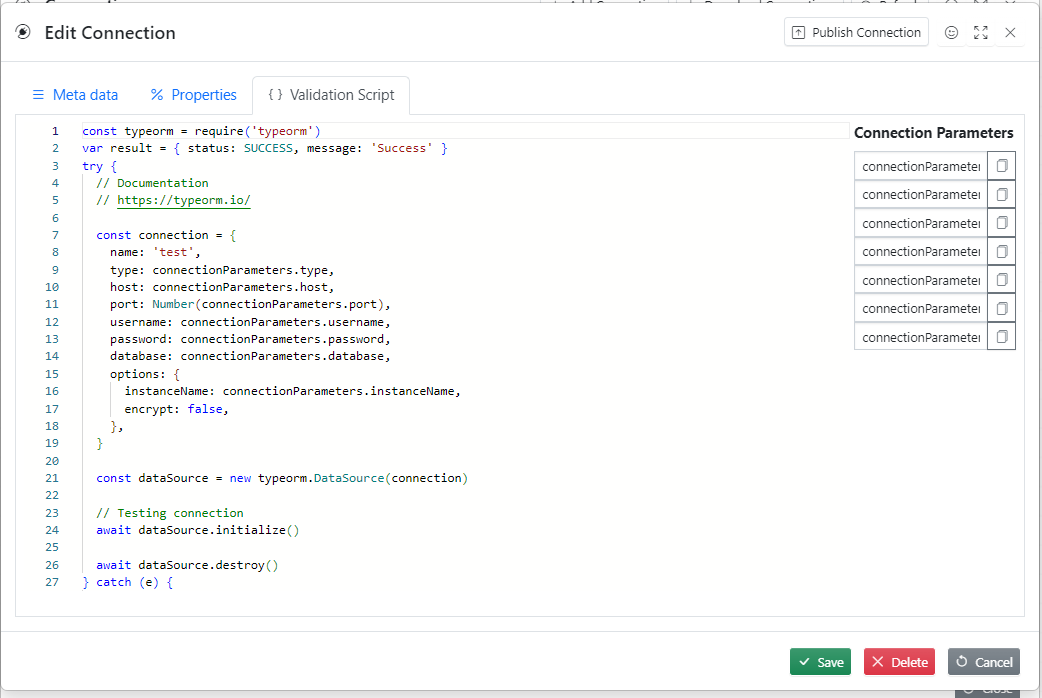 Edit Connection
Publish Connection
Meta data
% Properties
{ } Validation Script
1 const typeorm = require('typeorm')
2 var result = { status: SUCCESS, message: 'Success' }
3 try {
4 // Documentation
5 // https://typeorm.io/
6
7 const connection = {
8 name: 'test',
9 type: connectionParameters.type,
10 host: connectionParameters.host,
11 port: Number(connectionParameters.port),
12 username: connectionParameters.username,
13 password: connectionParameters.password,
14 database: connectionParameters.database,
15 options: {
16 instanceName: connectionParameters.instanceName,
17 encrypt: false,
18 },
19 }
20
21 const dataSource = new typeorm.DataSource(connection)
22
23 // Testing connection
24 await dataSource.initialize()
25
26 await dataSource.destroy()
27 } catch (e) {
Connection Parameters
connectionParameter
connectionParameter
connectionParameter
connectionParameter
connectionParameter
connectionParameter
connectionParameter
Save
Delete
Cancel
Close